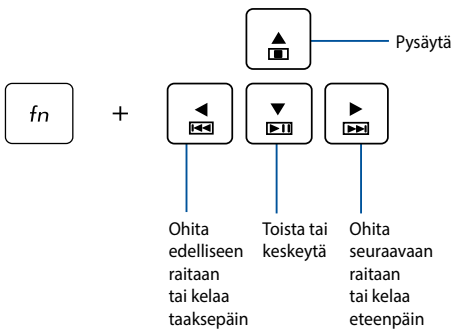 Pysäytä
fn
+
Ohita
edelliseen
raitaan
tai kelaa
taaksepäin
Toista tai
keskeytä
Ohita
seuraavaan
raitaan
tai kelaa
eteenpäin